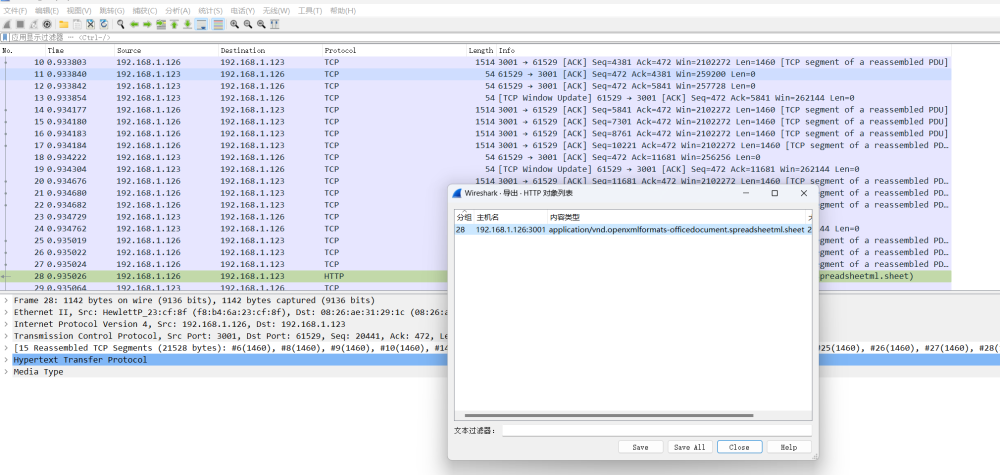 文件(F) 编辑(E) 视图(V) 跳转(G) 捕获(C) 分析(A) 统计(S) 电话(Y) 无线(W) 工具(T) 帮助(H)
应用显示过滤器 … <Ctrl-/>
No. Time Source Destination Protocol Length Info
10 0.933803 192.168.1.126 192.168.1.123 TCP 1514 3001 → 61529 [ACK] Seq=4381 Ack=472 Win=2102272 Len=1460 [TCP segment of a reassembled PDU]
11 0.933840 192.168.1.123 192.168.1.126 TCP 54 61529 → 3001 [ACK] Seq=472 Ack=4381 Win=259200 Len=0
12 0.933842 192.168.1.123 192.168.1.126 TCP 54 61529 → 3001 [ACK] Seq=472 Ack=5841 Win=257728 Len=0
13 0.933854 192.168.1.123 192.168.1.126 TCP 54 [TCP Window Update] 61529 → 3001 [ACK] Seq=472 Ack=5841 Win=262144 Len=0
14 0.934177 192.168.1.126 192.168.1.123 TCP 1514 3001 → 61529 [ACK] Seq=5841 Ack=472 Win=2102272 Len=1460 [TCP segment of a reassembled PDU]
15 0.934180 192.168.1.126 192.168.1.123 TCP 1514 3001 → 61529 [ACK] Seq=7301 Ack=472 Win=2102272 Len=1460 [TCP segment of a reassembled PDU]
16 0.934183 192.168.1.126 192.168.1.123 TCP 1514 3001 → 61529 [ACK] Seq=8761 Ack=472 Win=2102272 Len=1460 [TCP segment of a reassembled PDU]
17 0.934184 192.168.1.126 192.168.1.123 TCP 1514 3001 → 61529 [ACK] Seq=10221 Ack=472 Win=2102272 Len=1460 [TCP segment of a reassembled PD…
18 0.934222 192.168.1.123 192.168.1.126 TCP 54 61529 → 3001 [ACK] Seq=472 Ack=11681 Win=256256 Len=0
19 0.934304 192.168.1.123 192.168.1.126 TCP 54 [TCP Window Update] 61529 → 3001 [ACK] Seq=472 Ack=11681 Win=262144 Len=0
20 0.934676 192.168.1.126 192.168.1.123 TCP 1514 3001 → 61529 [ACK] Seq=11681 Ack=472 Win=2102272 Len=1460 [TCP segment of a reassembled PD…
21 0.934680 192.168.1.126 192.168.1.123 TCP segment of a reassembled PD…
22 0.934682 192.168.1.126 192.168.1.123 TCP segment of a reassembled PD…
23 0.934729 192.168.1.123 192.168.1.126 TCP
24 0.934762 192.168.1.123 192.168.1.126 TCP 44 Len=0
25 0.935019 192.168.1.126 192.168.1.123 TCP segment of a reassembled PD…
26 0.935022 192.168.1.126 192.168.1.123 TCP segment of a reassembled PD…
27 0.935024 192.168.1.126 192.168.1.123 TCP segment of a reassembled PD…
28 0.935026 192.168.1.126 192.168.1.123 HTTP preadsheetml.sheet)
29 0.935064 192.168.1.123 192.168.1.126 TCP
Frame 28: 1142 bytes on wire (9136 bits), 1142 bytes captured (9136 bits)
Ethernet II, Src: HewlettP_23:cf:8f (f8:b4:6a:23:cf:8f), Dst: 08:26:ae:31:29:1c (08:26:a
Internet Protocol Version 4, Src: 192.168.1.126, Dst: 192.168.1.123
Transmission Control Protocol, Src Port: 3001, Dst Port: 61529, Seq: 20441, Ack: 472, Le
[15 Reassembled TCP Segments (21528 bytes): #6(1460), #8(1460), #9(1460), #10(1460), #14 #25(1460), #26(1460), #27(1460), #28(
Hypertext Transfer Protocol
Media Type
Wireshark · 导出 · HTTP 对象列表
分组 主机名 内容类型
28 192.168.1.126:3001 application/vnd.openxmlformats-officedocument.spreadsheetml.sheet 2
文本过滤器:
Save Save All Close Help